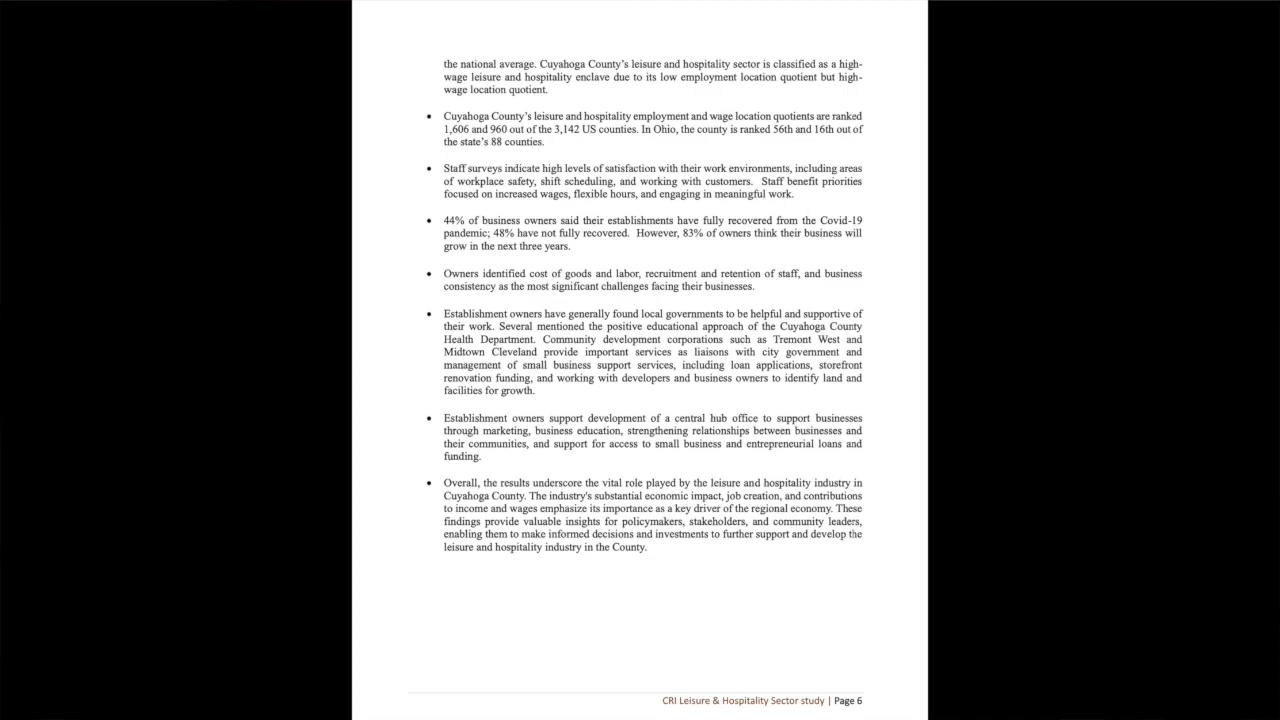 the national average. Cuyahoga County's leisure and hospitality sector is classified as a high-
wage leisure and hospitality enclave due to its low employment location quotient but high-
wage location quotient.
• Cuyahoga County's leisure and hospitality employment and wage location quotients are ranked
1,606 and 960 out of the 3,142 US counties. In Ohio, the county is ranked 56th and 16th out of
the state's 88 counties.
• Staff surveys indicate high levels of satisfaction with their work environments, including areas
of workplace safety, shift scheduling, and working with customers. Staff benefit priorities
focused on increased wages, flexible hours, and engaging in meaningful work.
• 44% of business owners said their establishments have fully recovered from the Covid-19
pandemic; 48% have not fully recovered. However, 83% of owners think their business will
grow in the next three years.
• Owners identified cost of goods and labor, recruitment and retention of staff, and business
consistency as the most significant challenges facing their businesses.
• Establishment owners have generally found local governments to be helpful and supportive of
their work. Several mentioned the positive educational approach of the Cuyahoga County
Health Department. Community development corporations such as Tremont West and
Midtown Cleveland provide important services as liaisons with city government and
management of small business support services, including loan applications, storefront
renovation funding, and working with developers and business owners to identify land and
facilities for growth.
• Establishment owners support development of a central hub office to support businesses
through marketing, business education, strengthening relationships between businesses and
their communities, and support for access to small business and entrepreneurial loans and
funding.
• Overall, the results underscore the vital role played by the leisure and hospitality industry in
Cuyahoga County. The industry's substantial economic impact, job creation, and contributions
to income and wages emphasize its importance as a key driver of the regional economy. These
findings provide valuable insights for policymakers, stakeholders, and community leaders,
enabling them to make informed decisions and investments to further support and develop the
leisure and hospitality industry in the County.
CRI Leisure & Hospitality Sector study | Page 6